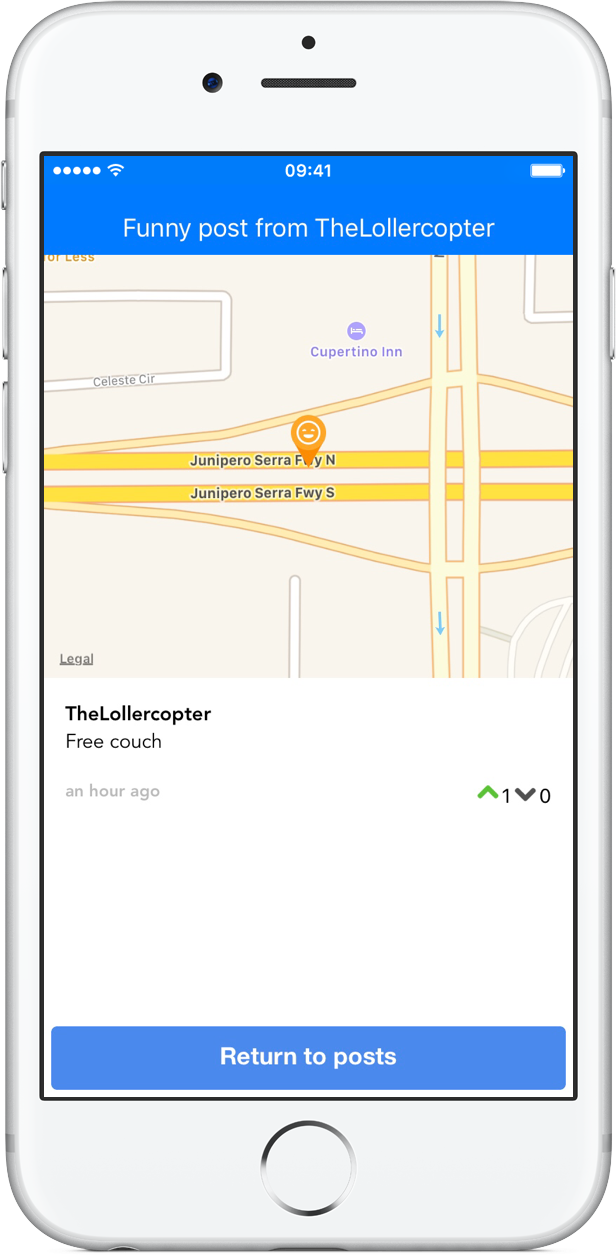 09:41
Funny post from TheLollercopter
for Less
Cupertino Inn
Celeste Cir
Junipero Serra Fwy N
Junipero Serra Fwy S
Legal
TheLollercopter
Free couch
an hour ago
1 0
Return to posts